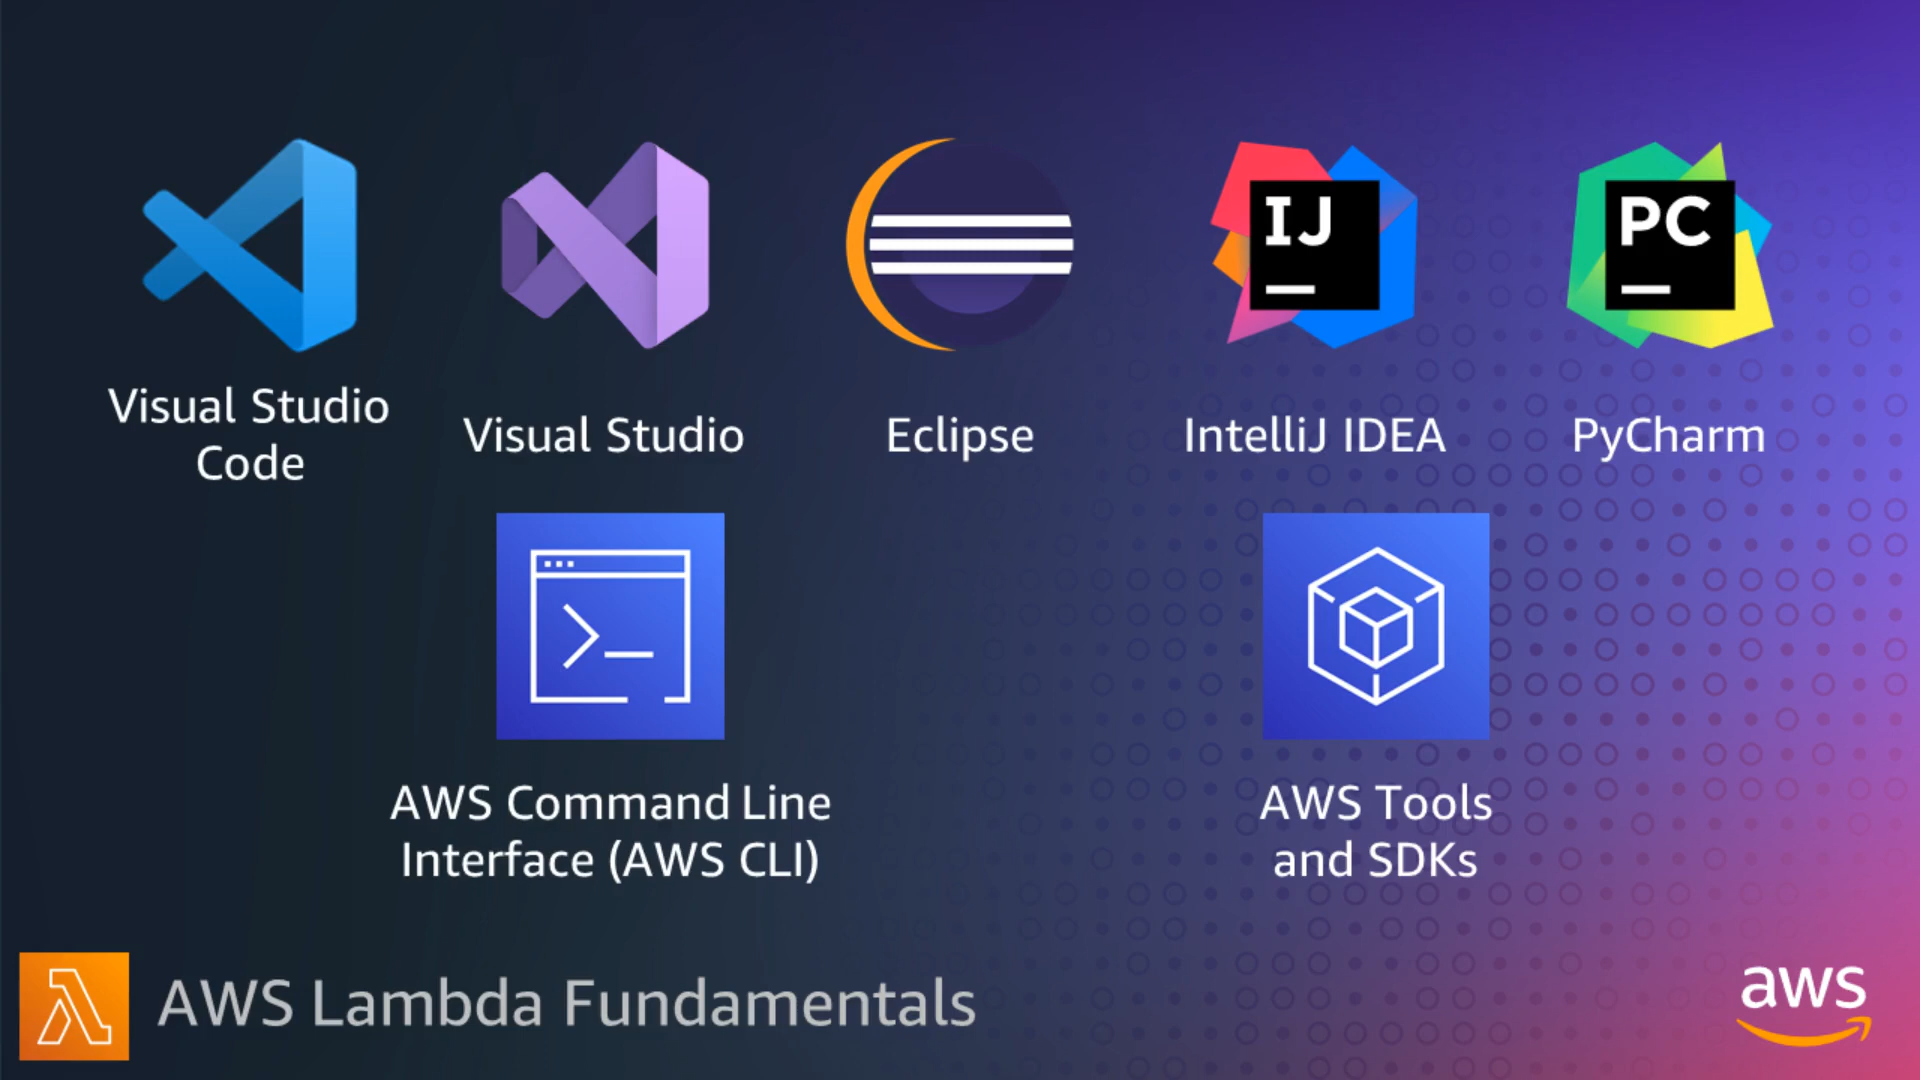 IJ
PC
Visual Studio
Code
Visual Studio
Eclipse
IntelliJ IDEA
PyCharm
AWS Command Line
Interface (AWS CLI)
AWS Tools
and SDKs
AWS Lambda Fundamentals
aws